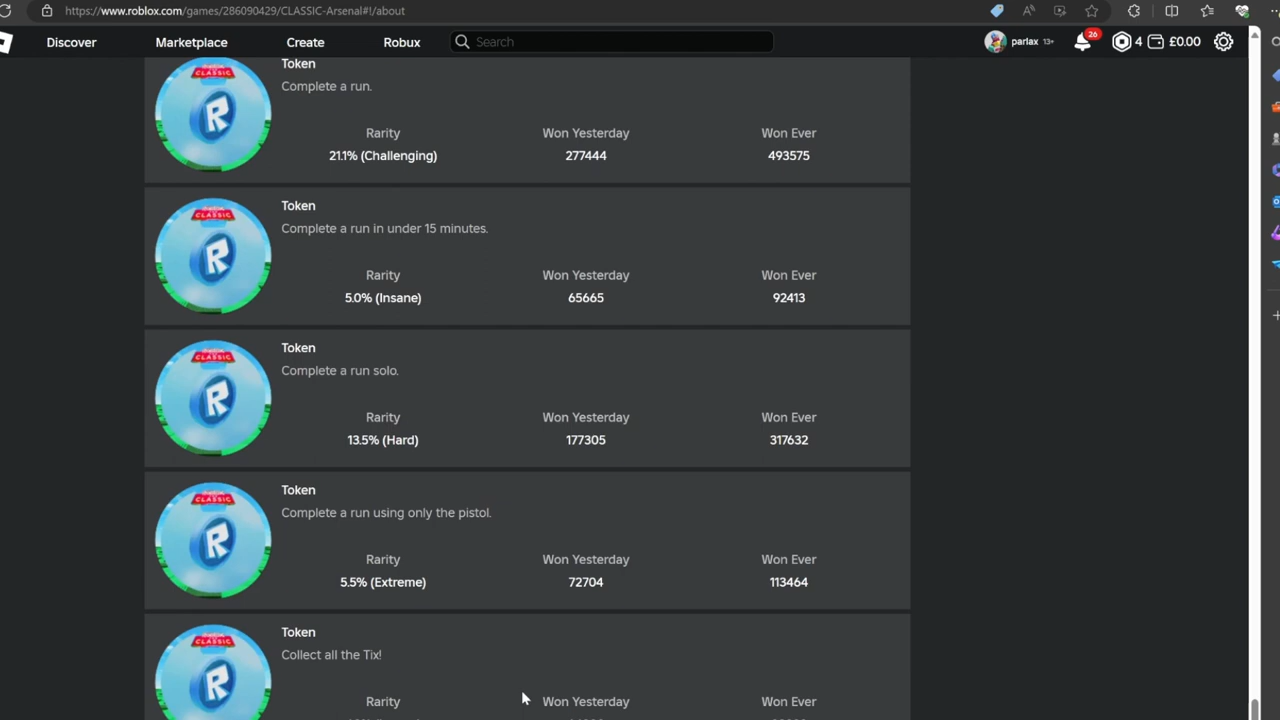 https://www.roblox.com/games/286090429/CLASSIC-Arsenal#!/about
Discover Marketplace Create Robux Search parlax 13+ 26 4 £0.00
Token
Complete a run.
Rarity Won Yesterday Won Ever
21.1% (Challenging) 277444 493575
CLASSIC
Token
Complete a run in under 15 minutes.
Rarity Won Yesterday Won Ever
5.0% (Insane) 65665 92413
CLASSIC
Token
Complete a run solo.
Rarity Won Yesterday Won Ever
13.5% (Hard) 177305 317632
CLASSIC
Token
Complete a run using only the pistol.
Rarity Won Yesterday Won Ever
5.5% (Extreme) 72704 113464
CLASSIC
Token
Collect all the Tix!
Rarity Won Yesterday Won Ever
CLASSIC